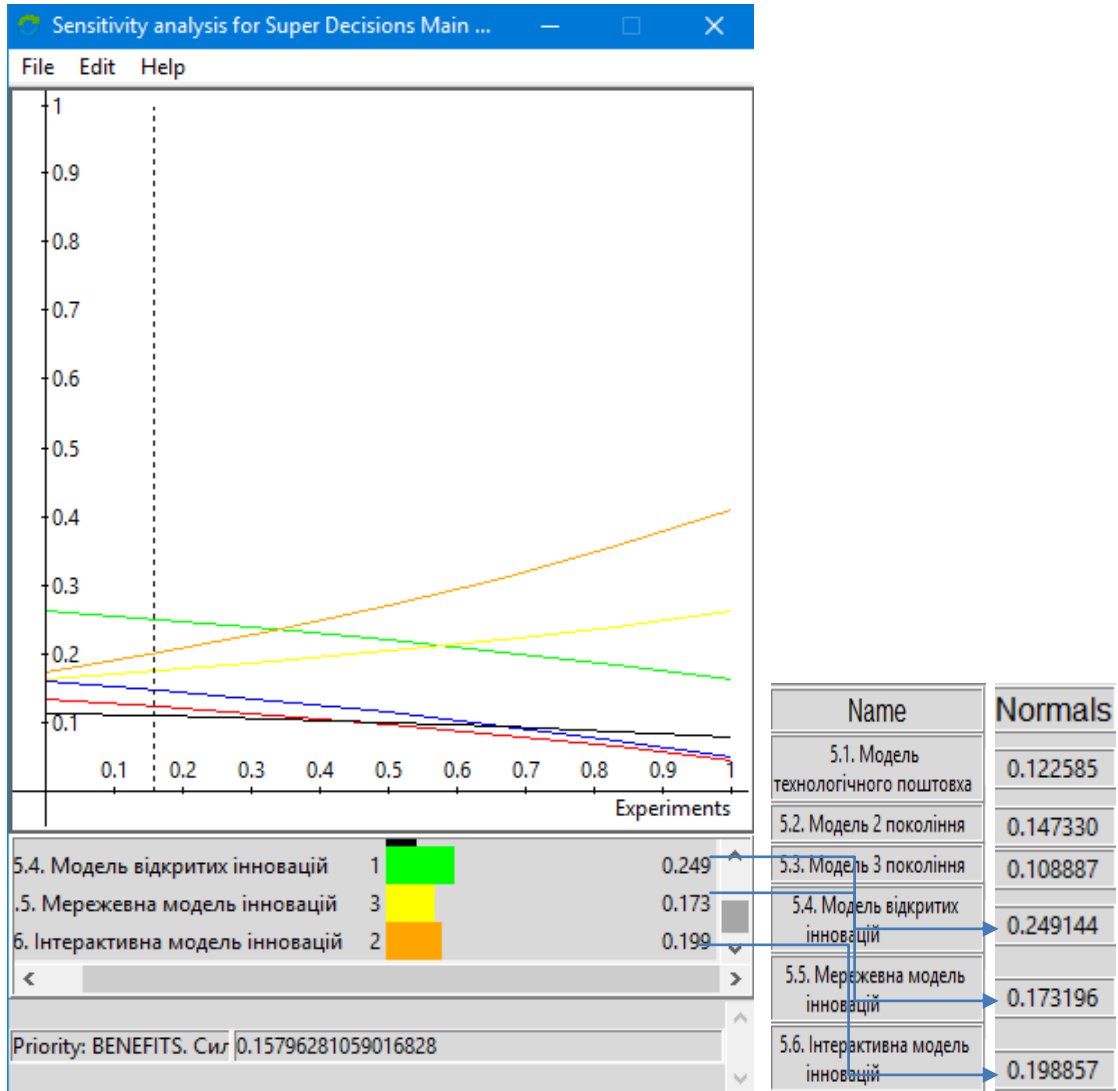 Sensitivity analysis for Super Decisions Main ...
File Edit Help
1
0.9
0.8
0.7
0.6
0.5
0.4
0.3
0.2
0.1
0.1 0.2 0.3 0.4 0.5 0.6 0.7 0.8 0.9 1
Experiments
5.4. Модель відкритих інновацій 1 0.249
.5. Мережевна модель інновацій 3 0.173
6. Інтерактивна модель інновацій 2 0.199
Priority: BENEFITS. Сил 0.15796281059016828
Name Normals
5.1. Модель
технологічного поштовха 0.122585
5.2. Модель 2 покоління 0.147330
5.3. Модель 3 покоління 0.108887
5.4. Модель відкритих
інновацій 0.249144
5.5. Мережевна модель
інновацій 0.173196
5.6. Інтерактивна модель
інновацій 0.198857